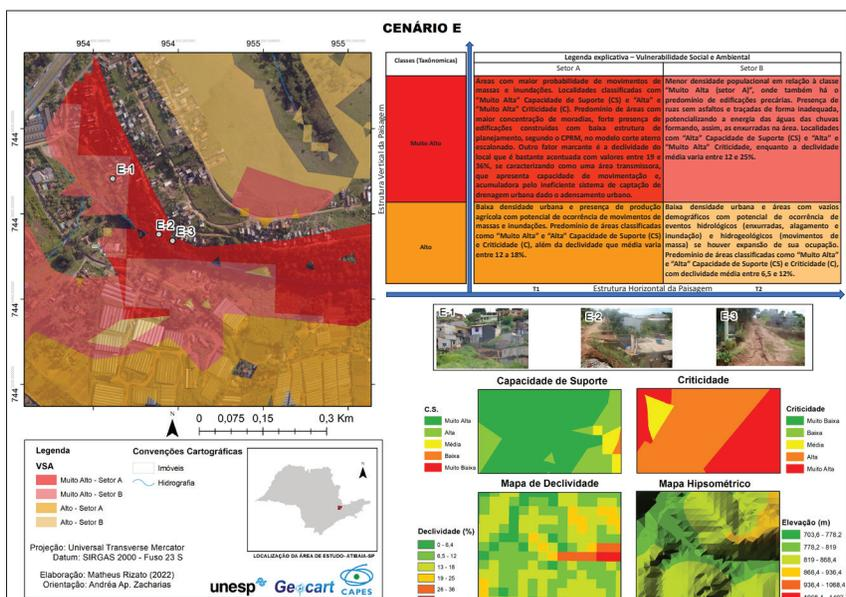 CENÁRIO E
954
954
955
955
744
744
744
744
E-1
E-2
E-3
0 0,075 0,15 0,3 Km
N
Legenda
VSA
Muito Alto - Setor A
Muito Alto - Setor B
Alto - Setor A
Alto - Setor B
Convenções Cartográficas
Imóveis
Hidrografia
LOCALIZAÇÃO DA ÁREA DE ESTUDO- ATIBAIA-SP
Projeção: Universal Transverse Mercator
Datum: SIRGAS 2000 - Fuso 23 S
Elaboração: Matheus Rizato (2022)
Orientação: Andréa Ap. Zacharias
unesp
Geocart
CAPES
Estrutura Vertical da Paisagem
Classes (Taxônomicas)
Legenda explicativa – Vulnerabilidade Social e Ambiental
Setor A
Setor B
Muito Alto
Áreas com maior probabilidade de movimentos de
massas e inundações. Localidades classificadas com
"Muito Alta" Capacidade de Suporte (CS) e "Alta" e
"Muito Alta" Criticidade (C). Predomínio de áreas com
maior concentração de moradias, forte presença de
edificações construídas com baixa estrutura de
planejamento, segundo o CPRM, no modelo corte aterro
escalonado. Outro fator marcante é a declividade do
local que é bastante acentuada com valores entre 19 e
36%, se caracterizando como uma área transmissora,
que apresenta capacidade de movimentação e,
acumuladora pelo ineficiente sistema de captação de
drenagem urbana dado o adensamento urbano.
Menor densidade populacional em relação à classe
"Muito Alta (setor A)", onde também há o
predomínio de edificações precárias. Presença de
ruas sem asfaltos e traçadas de forma inadequada,
potencializando a energia das águas das chuvas
formando, assim, as enxurradas na área. Localidades
com "Alta" Capacidade de Suporte (CS) e "Alta" e
"Muito Alta" Criticidade, enquanto a declividade
média varia entre 12 e 25%.
Alto
Baixa densidade urbana e presença de produção
agrícola com potencial de ocorrência de movimentos de
massas e inundações. Predomínio de áreas classificadas
como "Muito Alta" e "Alta" Capacidade de Suporte (CS)
e Criticidade (C), além da declividade que média varia
entre 12 a 18%.
Baixa densidade urbana e áreas com vazios
demográficos com potencial de ocorrência de
eventos hidrológicos (enxurradas, alagamento e
inundação) e hidrogeológicos (movimentos de
massa) se houver expansão de sua ocupação.
Predomínio de áreas classificadas como "Muito Alta"
e "Alta" Capacidade de Suporte (CS) e Criticidade (C),
com declividade média entre 6,5 e 12%.
T1 Estrutura Horizontal da Paisagem T2
E-1
E-2
E-3
Capacidade de Suporte
C.S.
Muito Alta
Alta
Média
Baixa
Muito Baixa
Criticidade
Criticidade
Muito Baixa
Baixa
Média
Alta
Muito Alta
Mapa de Declividade
Declividade (%)
0 - 6,4
6,5 - 12
13 - 18
19 - 25
26 - 36
Mapa Hipsométrico
Elevação (m)
703,6 - 778,2
778,2 - 819
819 - 868,4
868,4 - 936,4
936,4 - 1068,4